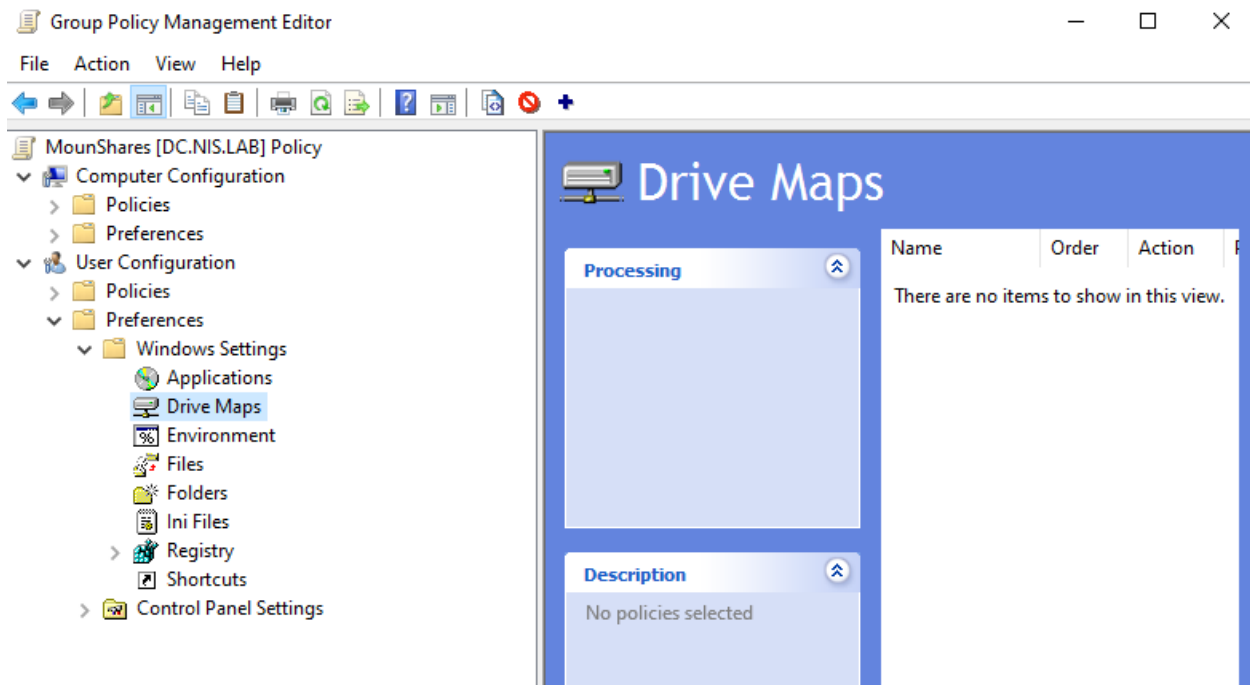 Group Policy Management Editor
File Action View Help
MounShares [DC.NIS.LAB] Policy
Computer Configuration
Policies
Preferences
User Configuration
Policies
Preferences
Windows Settings
Applications
Drive Maps
Environment
Files
Folders
Ini Files
Registry
Shortcuts
Control Panel Settings
Drive Maps
Processing
Description
No policies selected
Name Order Action
There are no items to show in this view.